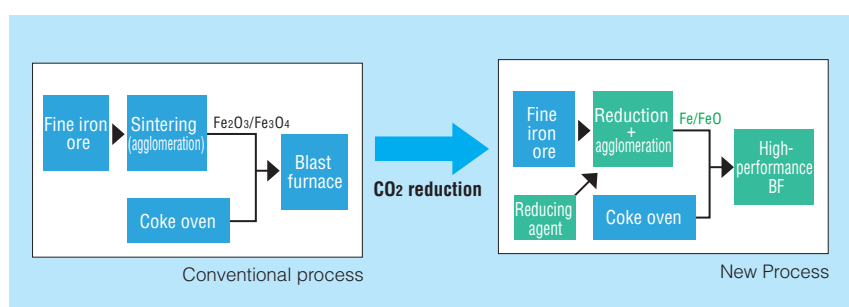 Fine iron
ore
Sintering
(agglomeration)
Fe2O3/Fe3O4
Blast
furnace
Coke oven
Conventional process
CO2 reduction
Fine
iron
ore
Reduction
+
agglomeration
Fe/FeO
High-
performance
BF
Reducing
agent
Coke oven
New Process